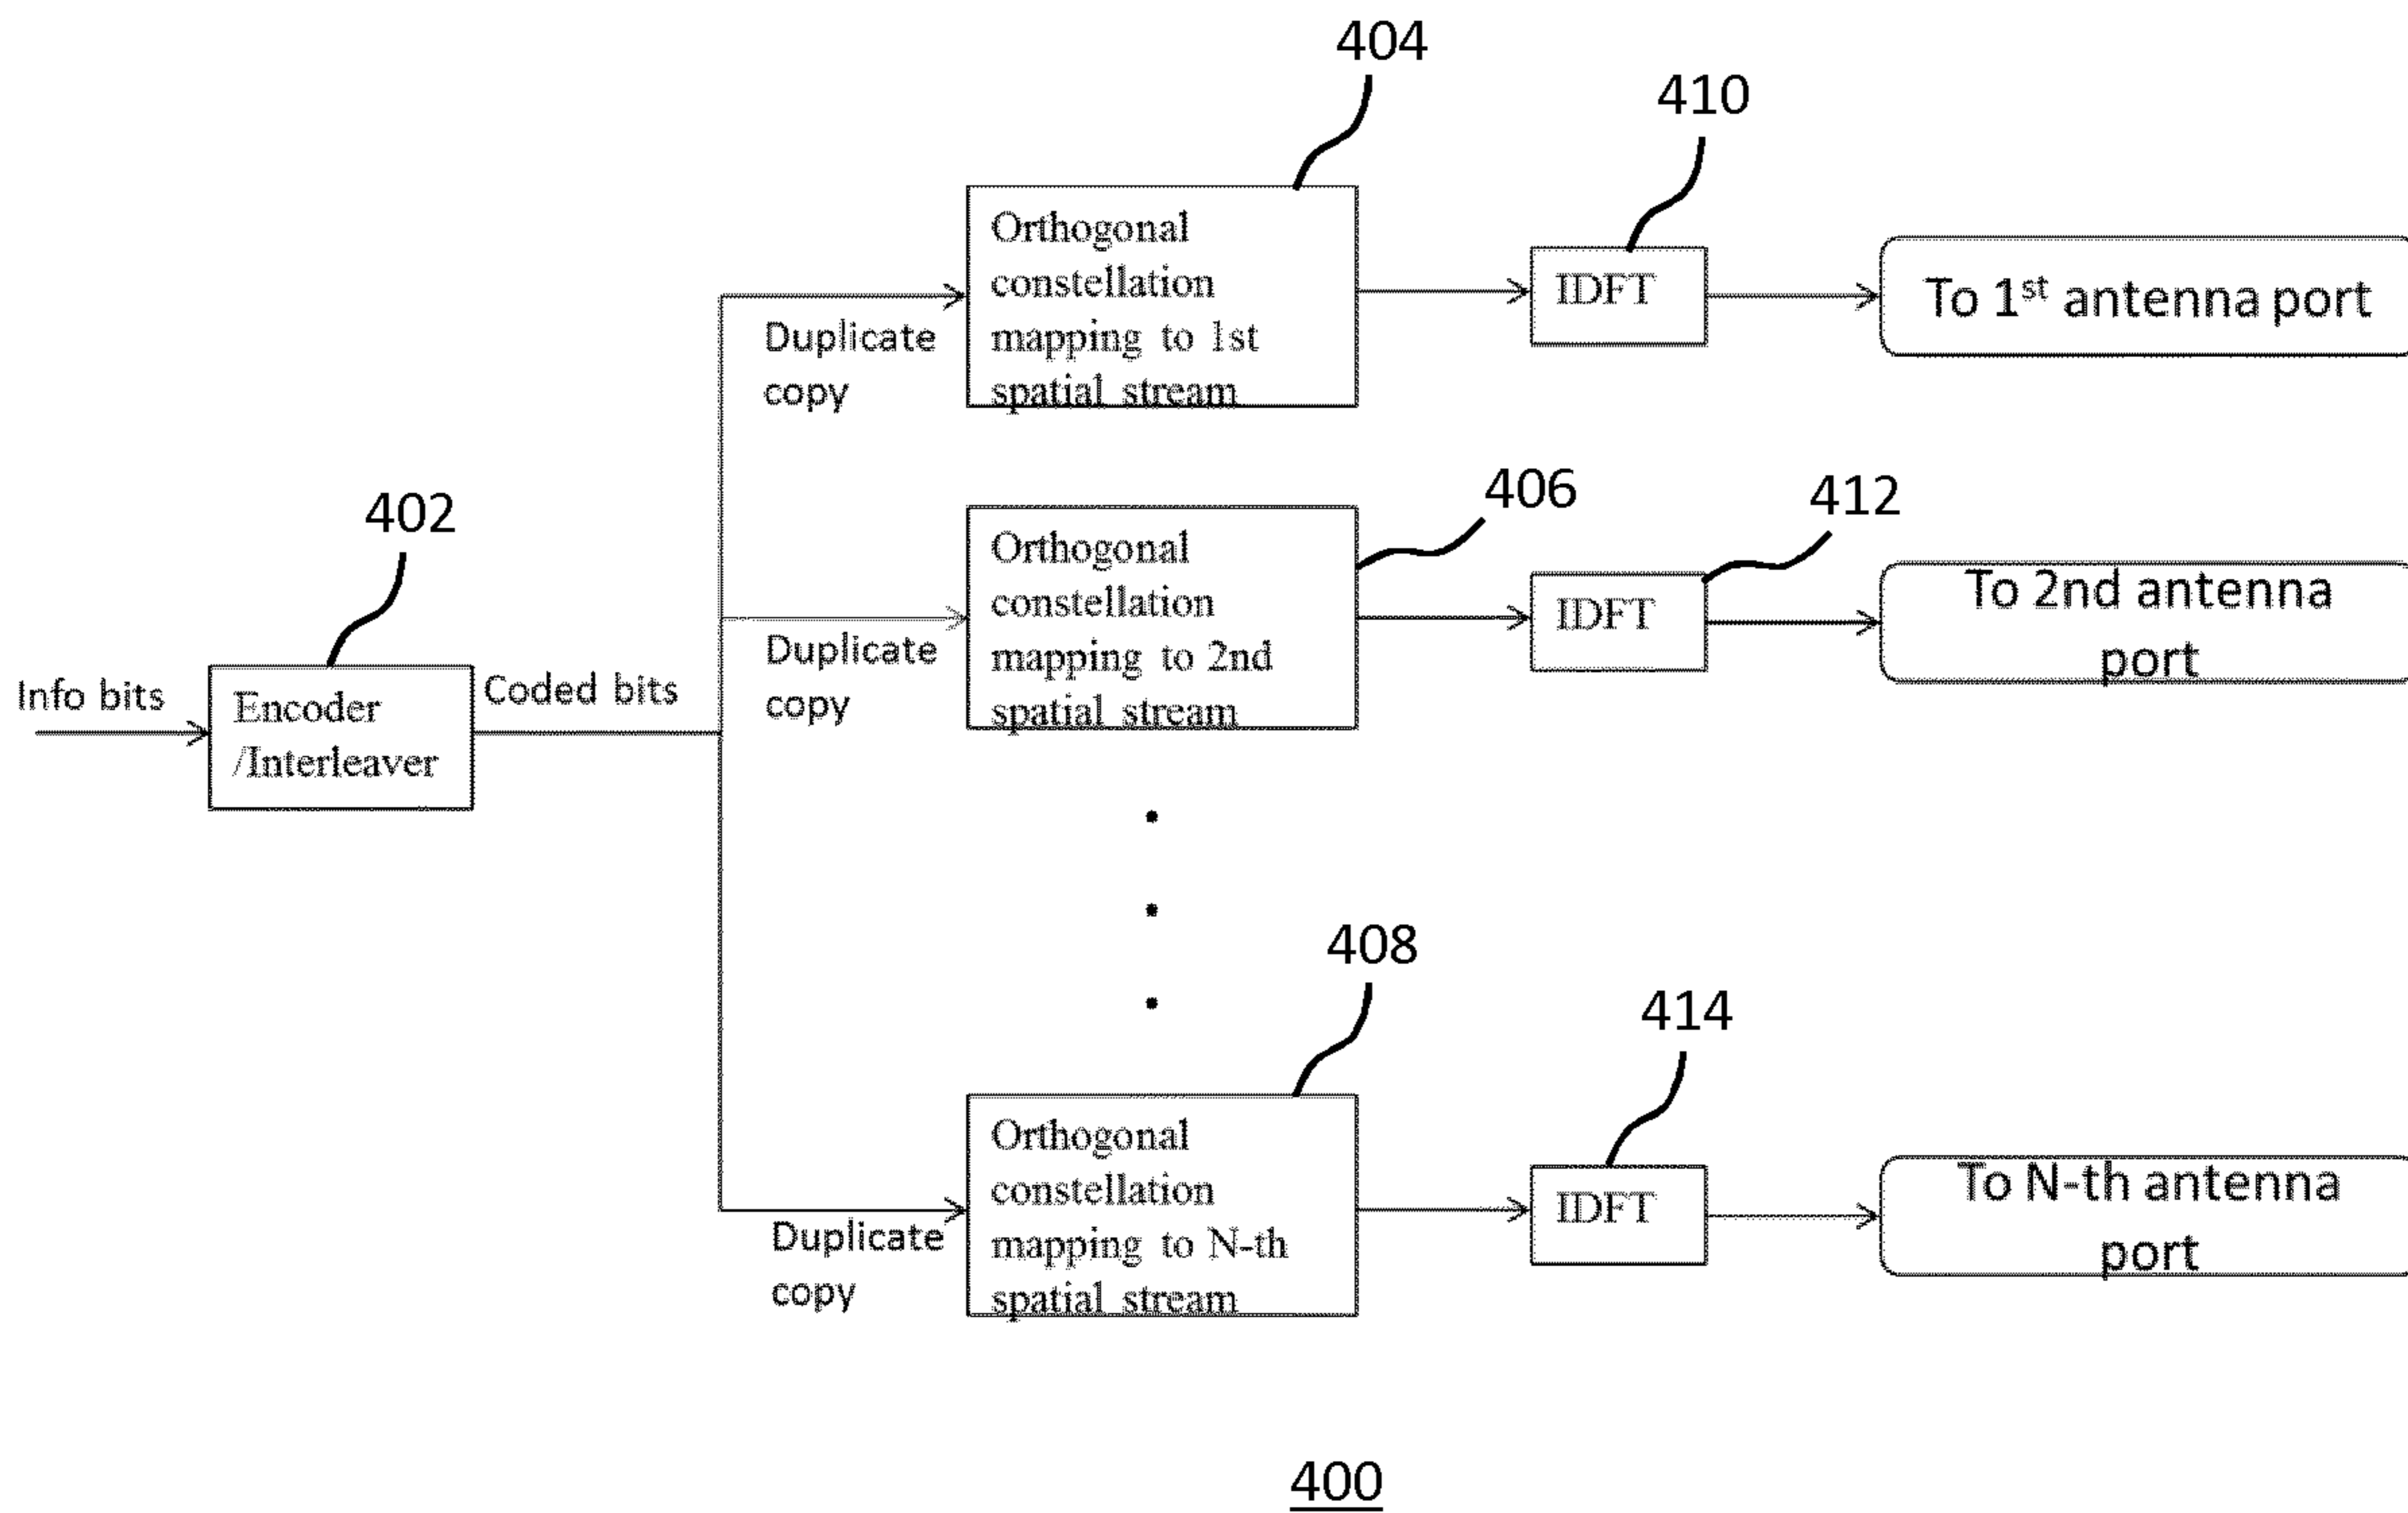 404
410
Orthogonal
constellation
mapping to 1st
spatial stream
IDFT
To 1st antenna port
Duplicate
copy
402
406
412
Orthogonal
constellation
mapping to 2nd
spatial stream
IDFT
To 2nd antenna
port
Duplicate
copy
Info bits
Encoder
/Interleaver
Coded bits
408
414
Orthogonal
constellation
mapping to N-th
spatial stream
IDFT
To N-th antenna
port
Duplicate
copy
400